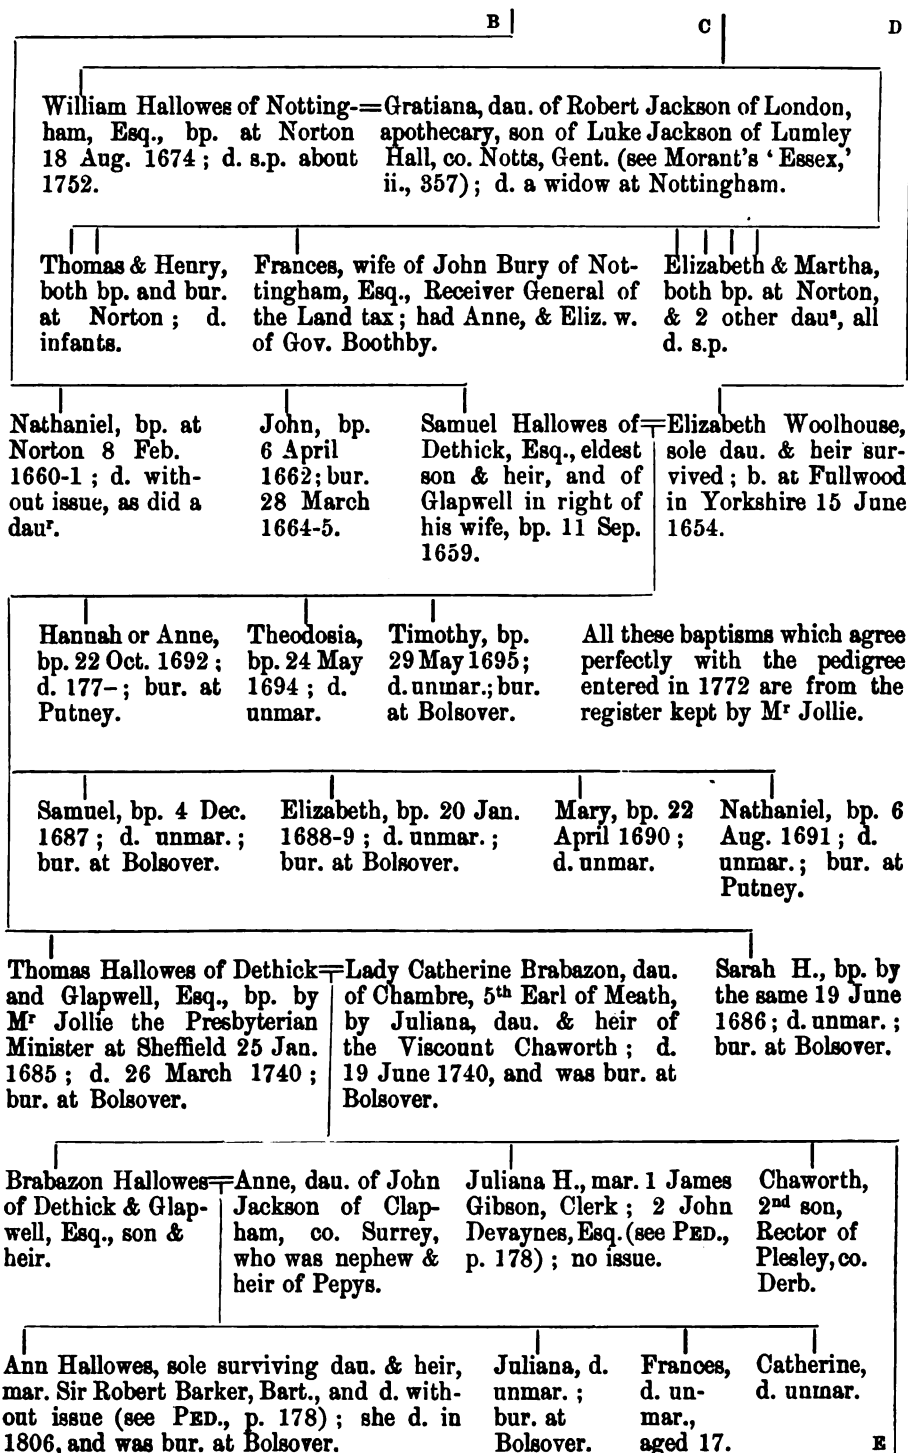 B C D
William Hallowes of Notting-=Gratiana, dau. of Robert Jackson of London,
ham, Esq., bp. at Norton apothecary, son of Luke Jackson of Lumley
18 Aug. 1674 ; d. s.p. about Hall, co. Notts, Gent. (see Morant's ‘ Essex,’
1752. ii., 357) ; d. a widow at Nottingham.
Thomas & Henry,
both bp. and bur.
at Norton ; d.
infants.
Frances, wife of John Bury of Not-
tingham, Esq., Receiver General of
the Land tax ; had Anne, & Eliz. w.
of Gov. Boothby.
Elizabeth & Martha,
both bp. at Norton,
& 2 other dauˢ, all
d. s.p.
Nathaniel, bp. at
Norton 8 Feb.
1660-1 ; d. with-
out issue, as did a
dauʳ.
John, bp.
6 April
1662; bur.
28 March
1664-5.
Samuel Hallowes of=
Dethick, Esq., eldest
son & heir, and of
Glapwell in right of
his wife, bp. 11 Sep.
1659.
Elizabeth Woolhouse,
sole dau. & heir sur-
vived ; b. at Fullwood
in Yorkshire 15 June
1654.
Hannah or Anne,
bp. 22 Oct. 1692 ;
d. 177– ; bur. at
Putney.
Theodosia,
bp. 24 May
1694 ; d.
unmar.
Timothy, bp.
29 May 1695;
d. unmar.; bur.
at Bolsover.
All these baptisms which agree
perfectly with the pedigree
entered in 1772 are from the
register kept by Mʳ Jollie.
Samuel, bp. 4 Dec.
1687 ; d. unmar. ;
bur. at Bolsover.
Elizabeth, bp. 20 Jan.
1688-9 ; d. unmar. ;
bur. at Bolsover.
Mary, bp. 22
April 1690 ;
d. unmar.
Nathaniel, bp. 6
Aug. 1691 ; d.
unmar. ; bur. at
Putney.
Thomas Hallowes of Dethick=
and Glapwell, Esq., bp. by
Mʳ Jollie the Presbyterian
Minister at Sheffield 25 Jan.
1685 ; d. 26 March 1740 ;
bur. at Bolsover.
Lady Catherine Brabazon, dau.
of Chambre, 5ᵗʰ Earl of Meath,
by Juliana, dau. & heir of
the Viscount Chaworth ; d.
19 June 1740, and was bur. at
Bolsover.
Sarah H., bp. by
the same 19 June
1686 ; d. unmar. ;
bur. at Bolsover.
Brabazon Hallowes=
of Dethick & Glap-
well, Esq., son &
heir.
Anne, dau. of John
Jackson of Clap-
ham, co. Surrey,
who was nephew &
heir of Pepys.
Juliana H., mar. 1 James
Gibson, Clerk ; 2 John
Devaynes, Esq. (see PED.,
p. 178) ; no issue.
Chaworth,
2ⁿᵈ son,
Rector of
Plesley, co.
Derb.
Ann Hallowes, sole surviving dau. & heir,
mar. Sir Robert Barker, Bart., and d. with-
out issue (see PED., p. 178) ; she d. in
1806, and was bur. at Bolsover.
Juliana, d.
unmar. ;
bur. at
Bolsover.
Frances,
d. un-
mar.,
aged 17.
Catherine,
d. unmar.
E